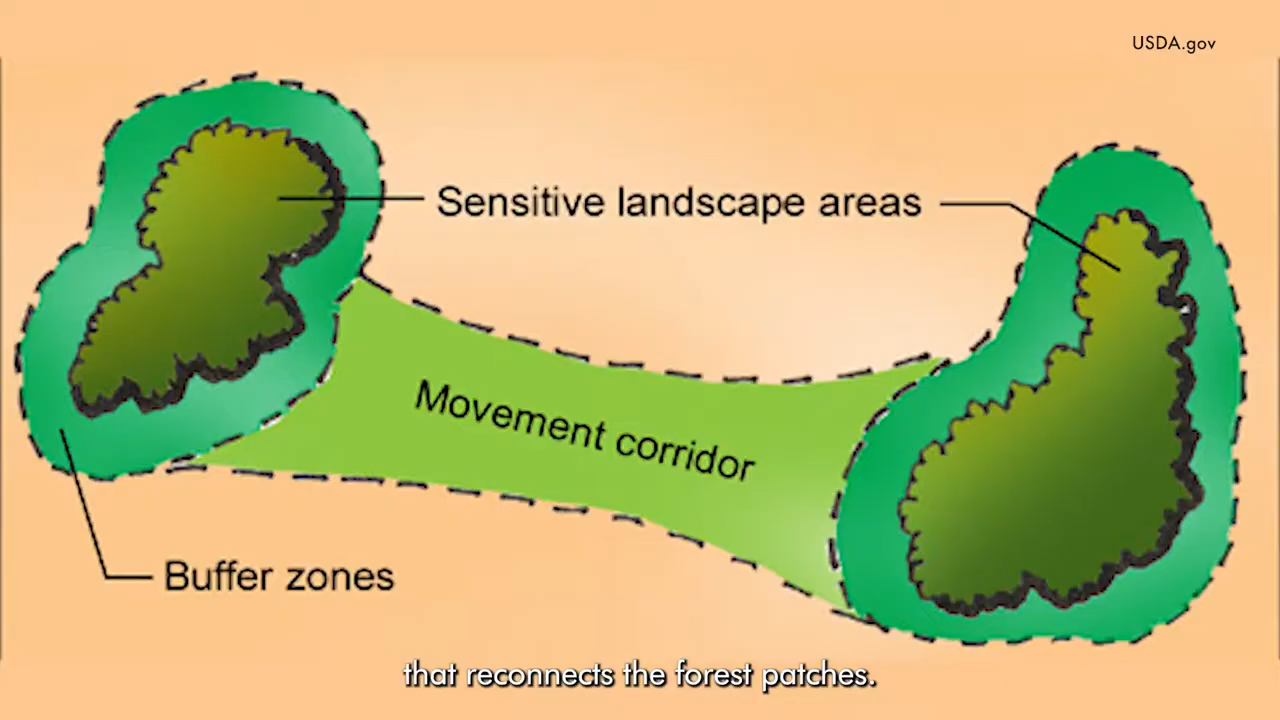 USDA.gov
Sensitive landscape areas
Movement corridor
Buffer zones
that reconnects the forest patches.